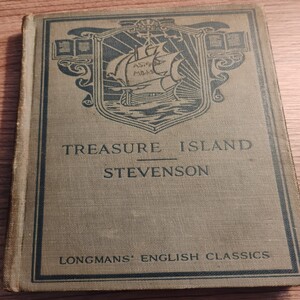 TREASURE ISLAND
STEVENSON
LONGMANS' ENGLISH CLASSICS